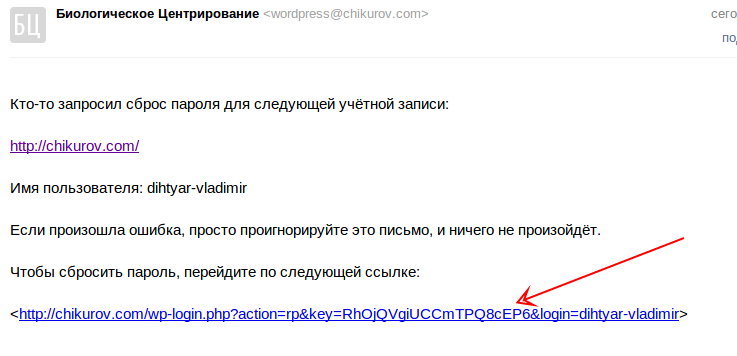 БЦ Биологическое Центрирование <wordpress@chikurov.com>
Кто-то запросил сброс пароля для следующей учётной записи:
http://chikurov.com/
Имя пользователя: dihtyar-vladimir
Если произошла ошибка, просто проигнорируйте это письмо, и ничего не произойдёт.
Чтобы сбросить пароль, перейдите по следующей ссылке:
<http://chikurov.com/wp-login.php?action=rp&key=RhOjQVgiUCCmTPQ8cEP6&login=dihtyar-vladimir>